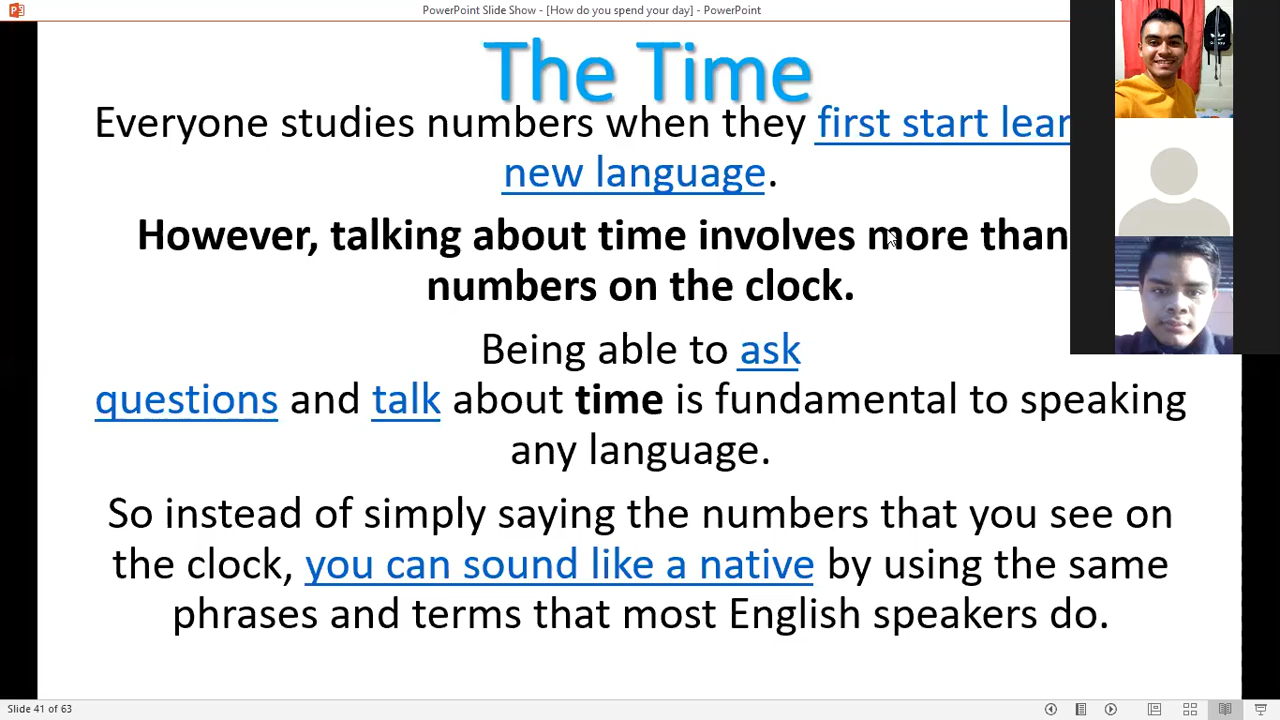 PowerPoint Slide Show - [How do you spend your day] - PowerPoint
The Time
Everyone studies numbers when they first start
new language.
However, talking about time involves more than
numbers on the clock.
Being able to ask
questions and talk about time is fundamental to speaking
any language.
So instead of simply saying the numbers that you see on
the clock, you can sound like a native by using the same
phrases and terms that most English speakers do.
Slide 41 of 63